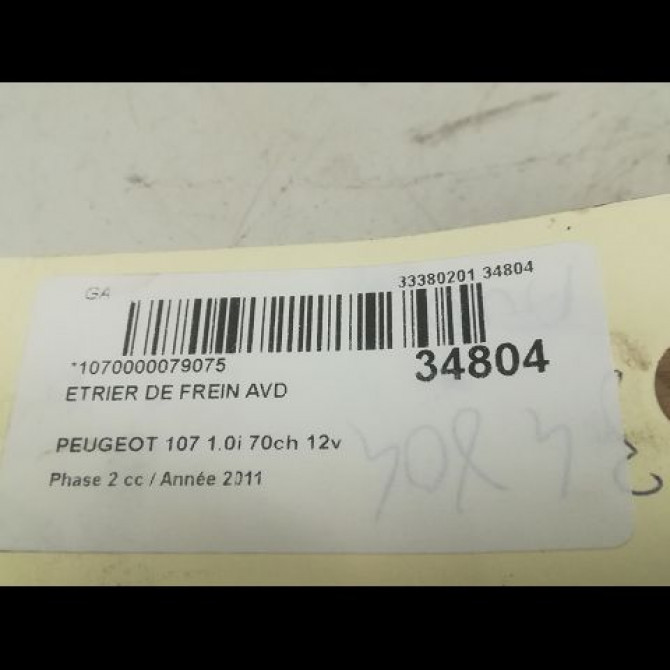 GA
33380201 34804
*1070000079075
34804
ETRIER DE FREIN AVD
PEUGEOT 107 1.0i 70ch 12v
Phase 2 cc / Année 2011